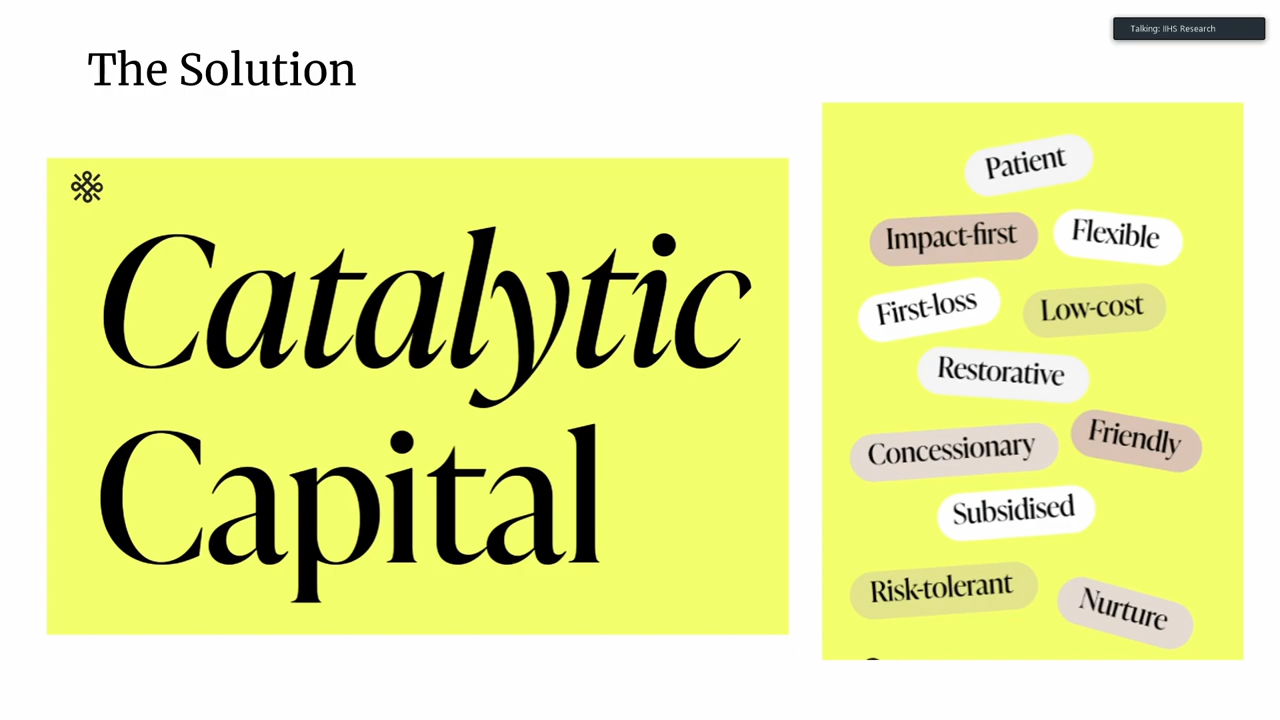 Talking: IIHS Research
The Solution
Catalytic
Capital
Patient
Impact-first
Flexible
First-loss
Low-cost
Restorative
Concessionary
Friendly
Subsidised
Risk-tolerant
Nurture